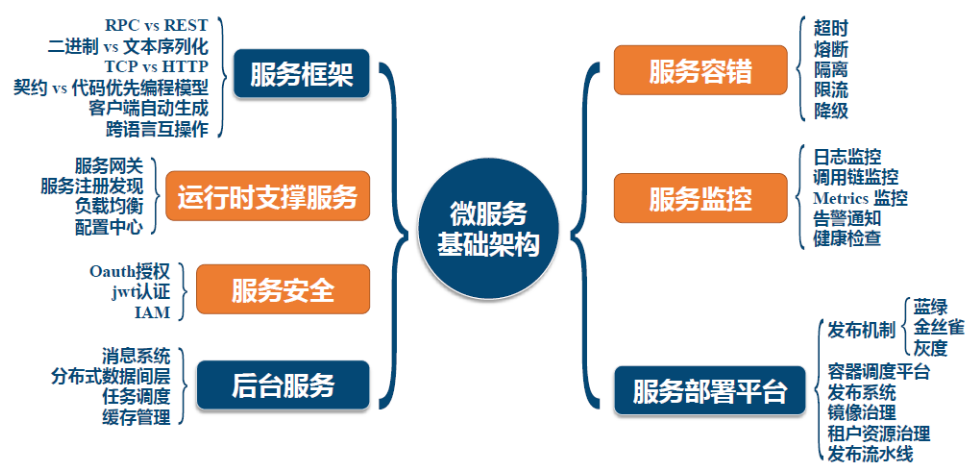 RPC vs REST
二进制 vs 文本序列化
TCP vs HTTP
契约 vs 代码优先编程模型
客户端自动生成
跨语言互操作
服务框架
服务网关
服务注册发现
负载均衡
配置中心
运行时支撑服务
Oauth授权
jwt认证
IAM
服务安全
消息系统
分布式数据间层
任务调度
缓存管理
后台服务
微服务
基础架构
服务容错
超时
熔断
隔离
限流
降级
服务监控
日志监控
调用链监控
Metrics 监控
告警通知
健康检查
服务部署平台
发布机制
蓝绿
金丝雀
灰度
容器调度平台
发布系统
镜像治理
租户资源治理
发布流水线